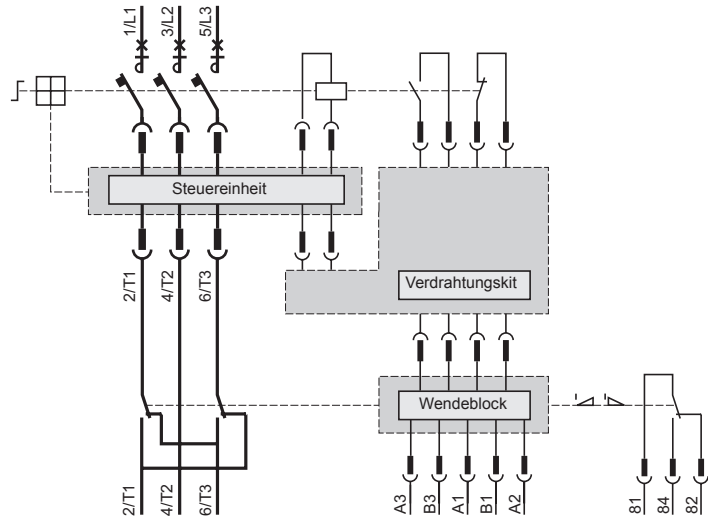 1/L1 3/L2 5/L3
Steuereinheit
2/T1 4/T2 6/T3
Verdrahtungskit
Wendeblock
2/T1 4/T2 6/T3
A3 B3 A1 B1 A2
81 84 82